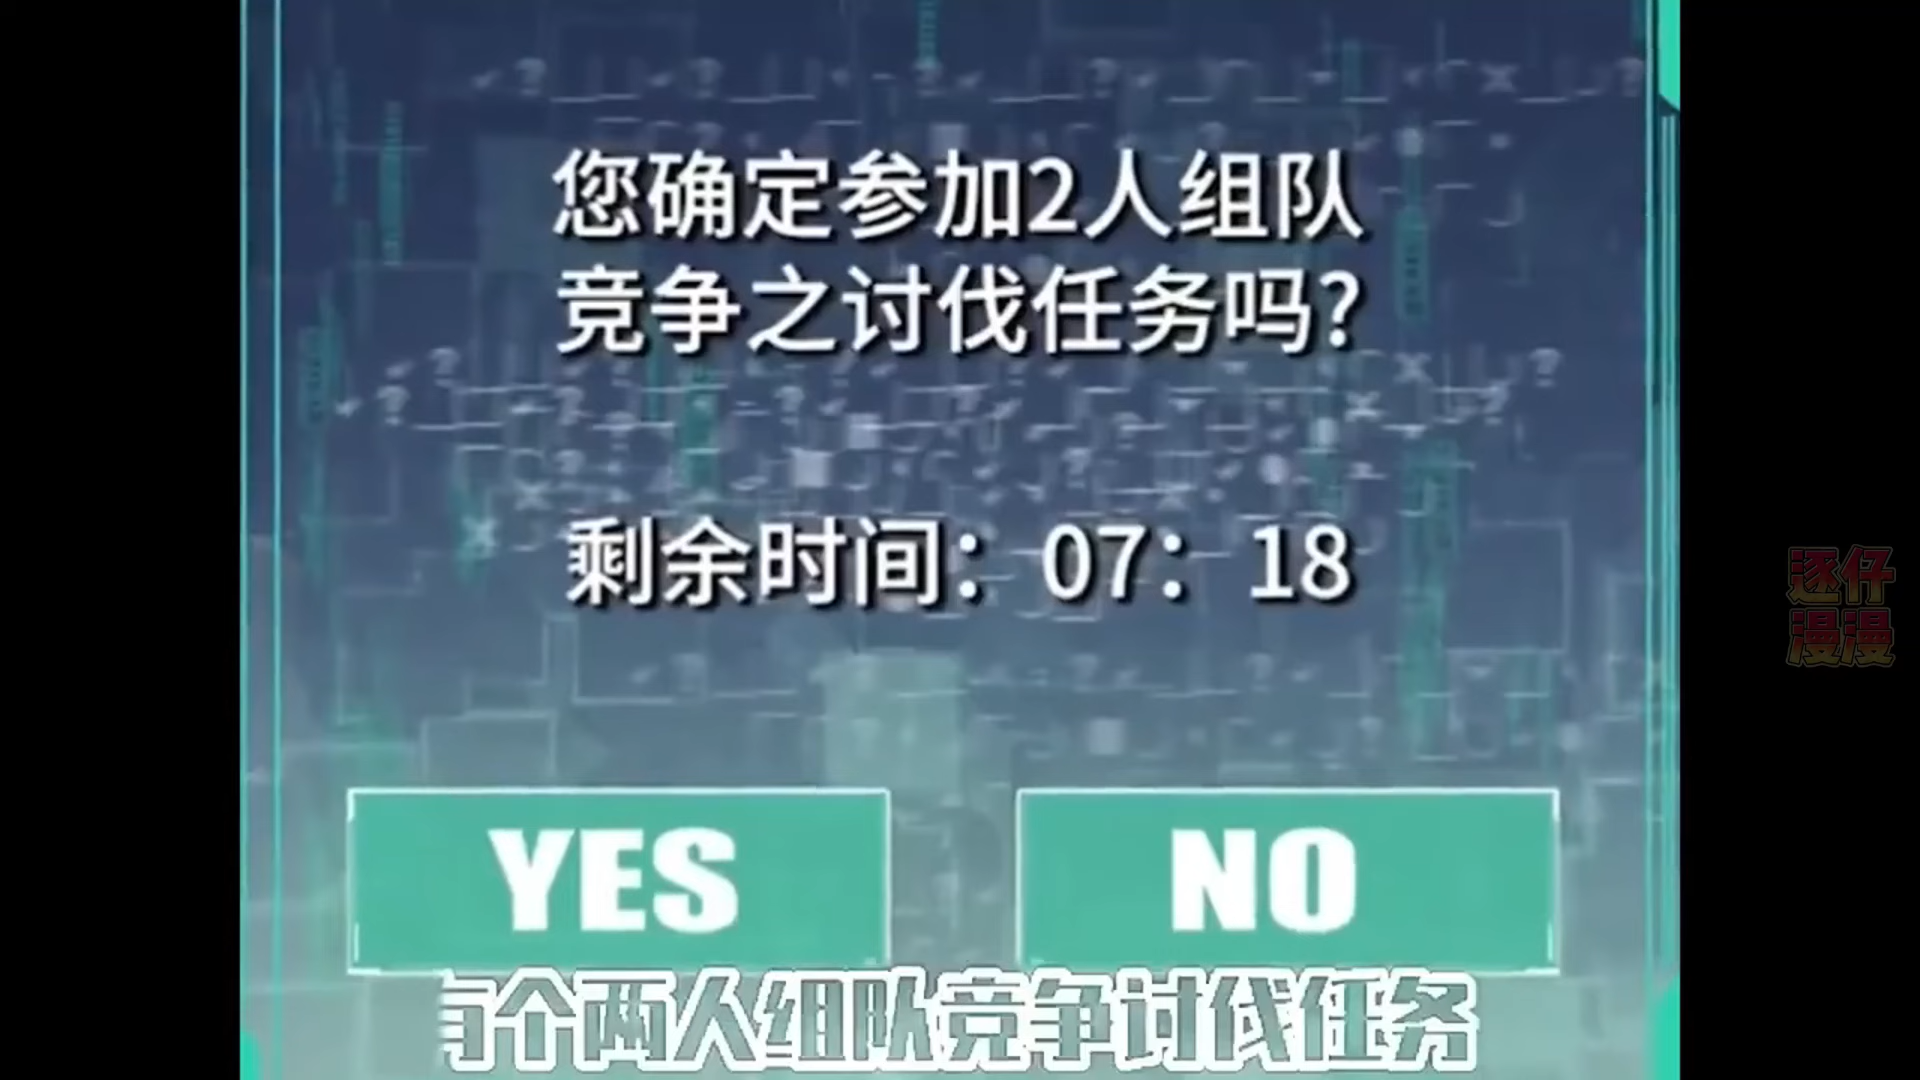 您确定参加2人组队
竞争之讨伐任务吗?
剩余时间：07：18
YES
NO
个两人组队竞争讨伐任务
逐仔
漫漫